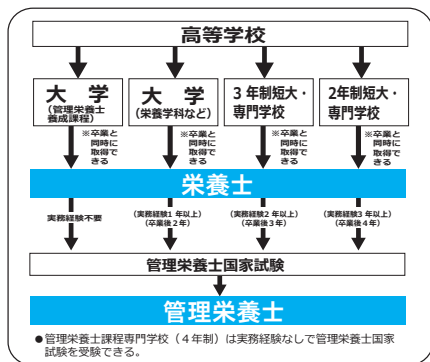 高等学校
大学
(管理栄養士
養成課程)
大学
(栄養学科など)
3年制短大・
専門学校
2年制短大・
専門学校
※卒業と
同時に
取得で
きる
※卒業と
同時に
取得で
きる
※卒業と
同時に
取得で
きる
※卒業と
同時に
取得で
きる
栄養士
実務経験不要
(実務経験1年以上)
(卒業後2年)
(実務経験2年以上)
(卒業後3年)
(実務経験3年以上)
(卒業後4年)
管理栄養士国家試験
管理栄養士
●管理栄養士課程専門学校(4年制)は実務経験なしで管理栄養士国家
試験を受験できる。